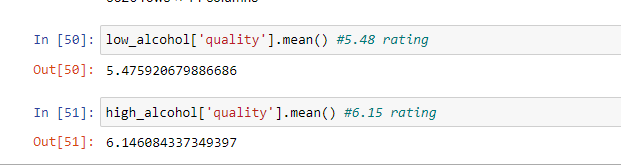 In [50]: low_alcohol['quality'].mean() #5.48 rating
Out[50]: 5.475920679886686
In [51]: high_alcohol['quality'].mean() #6.15 rating
Out[51]: 6.146084337349397